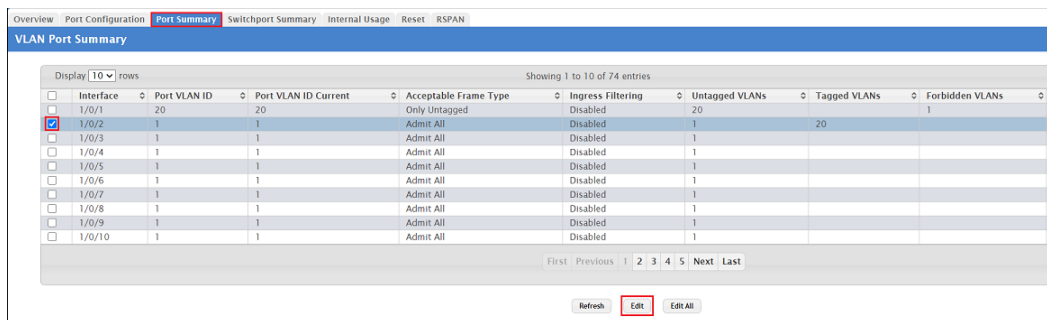 Overview Port Configuration Port Summary Switchport Summary Internal Usage Reset RSPAN
VLAN Port Summary
Display 10 rows Showing 1 to 10 of 74 entries
Interface Port VLAN ID Port VLAN ID Current Acceptable Frame Type Ingress Filtering Untagged VLANs Tagged VLANs Forbidden VLANs
1/0/1 20 20 Only Untagged Disabled 20 1
1/0/2 1 1 Admit All Disabled 1 20
1/0/3 1 1 Admit All Disabled 1
1/0/4 1 1 Admit All Disabled 1
1/0/5 1 1 Admit All Disabled 1
1/0/6 1 1 Admit All Disabled 1
1/0/7 1 1 Admit All Disabled 1
1/0/8 1 1 Admit All Disabled 1
1/0/9 1 1 Admit All Disabled 1
1/0/10 1 1 Admit All Disabled 1
First Previous 1 2 3 4 5 Next Last
Refresh Edit Edit All